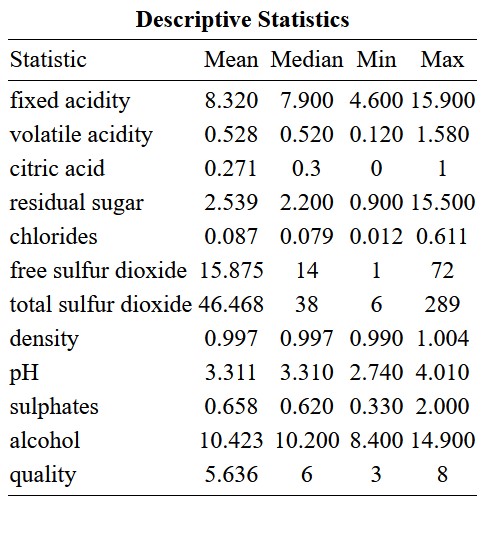 Descriptive Statistics
Statistic Mean Median Min Max
fixed acidity 8.320 7.900 4.600 15.900
volatile acidity 0.528 0.520 0.120 1.580
citric acid 0.271 0.3 0 1
residual sugar 2.539 2.200 0.900 15.500
chlorides 0.087 0.079 0.012 0.611
free sulfur dioxide 15.875 14 1 72
total sulfur dioxide 46.468 38 6 289
density 0.997 0.997 0.990 1.004
pH 3.311 3.310 2.740 4.010
sulphates 0.658 0.620 0.330 2.000
alcohol 10.423 10.200 8.400 14.900
quality 5.636 6 3 8